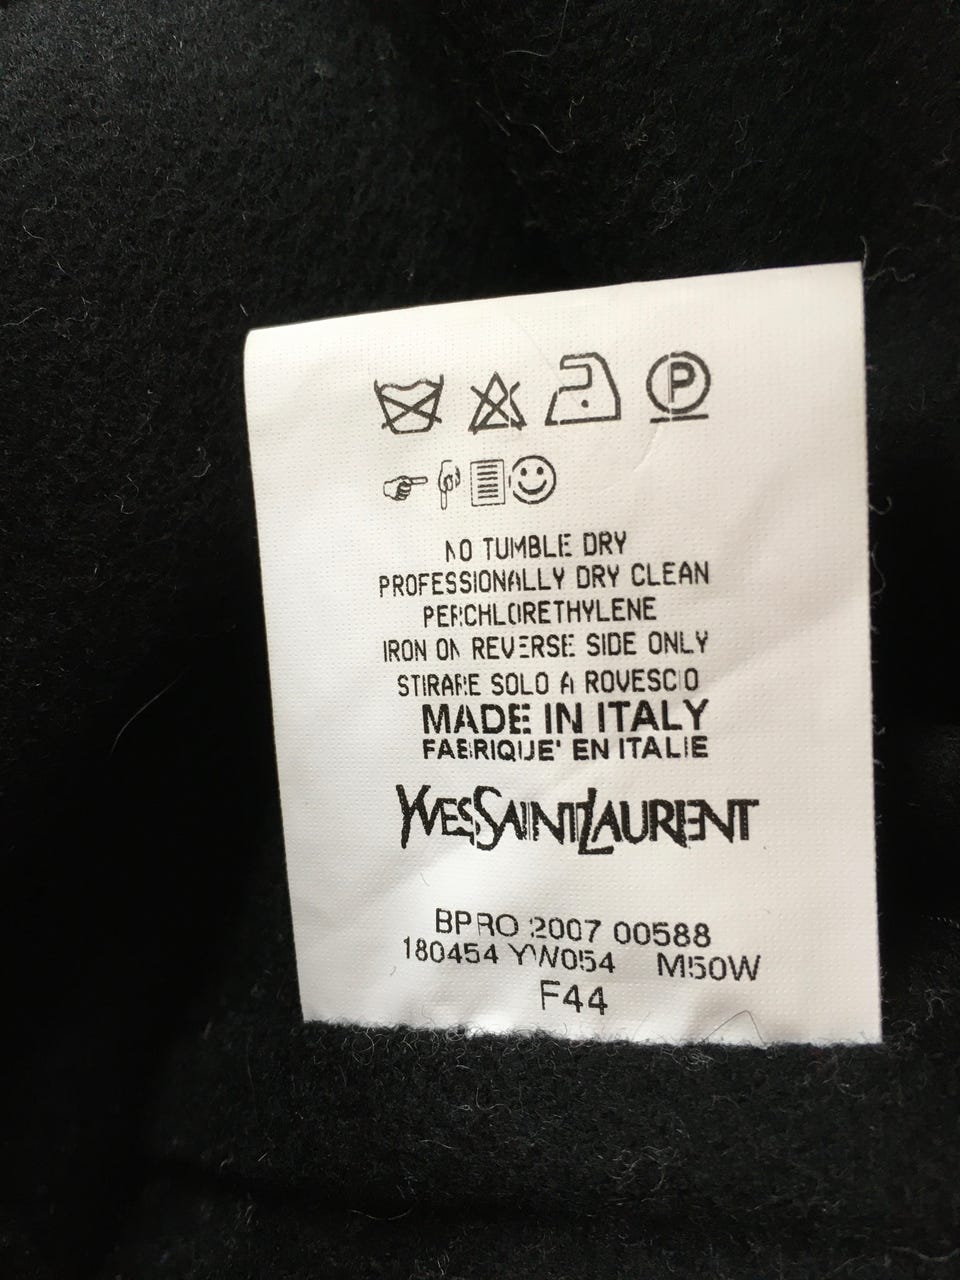 P
NO TUMBLE DRY
PROFESSIONALLY DRY CLEAN
PERCHLORETHYLENE
IRON ON REVERSE SIDE ONLY
STIRARE SOLO A ROVESCIO
MADE IN ITALY
FABRIQUE' EN ITALIE
YVESSAINTLAURENT
BPRO 2007 00588
180454 YW054 M50W
F44